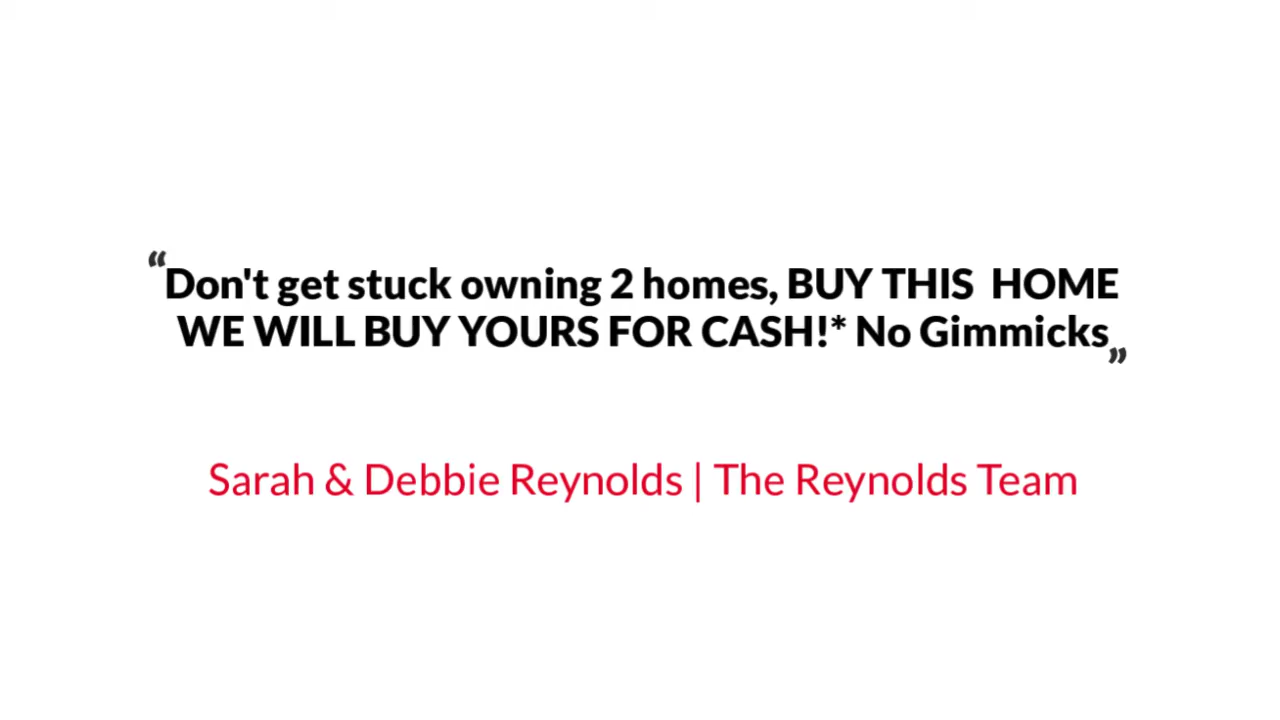 “Don't get stuck owning 2 homes, BUY THIS  HOME
WE WILL BUY YOURS FOR CASH!* No Gimmicks”
Sarah & Debbie Reynolds | The Reynolds Team